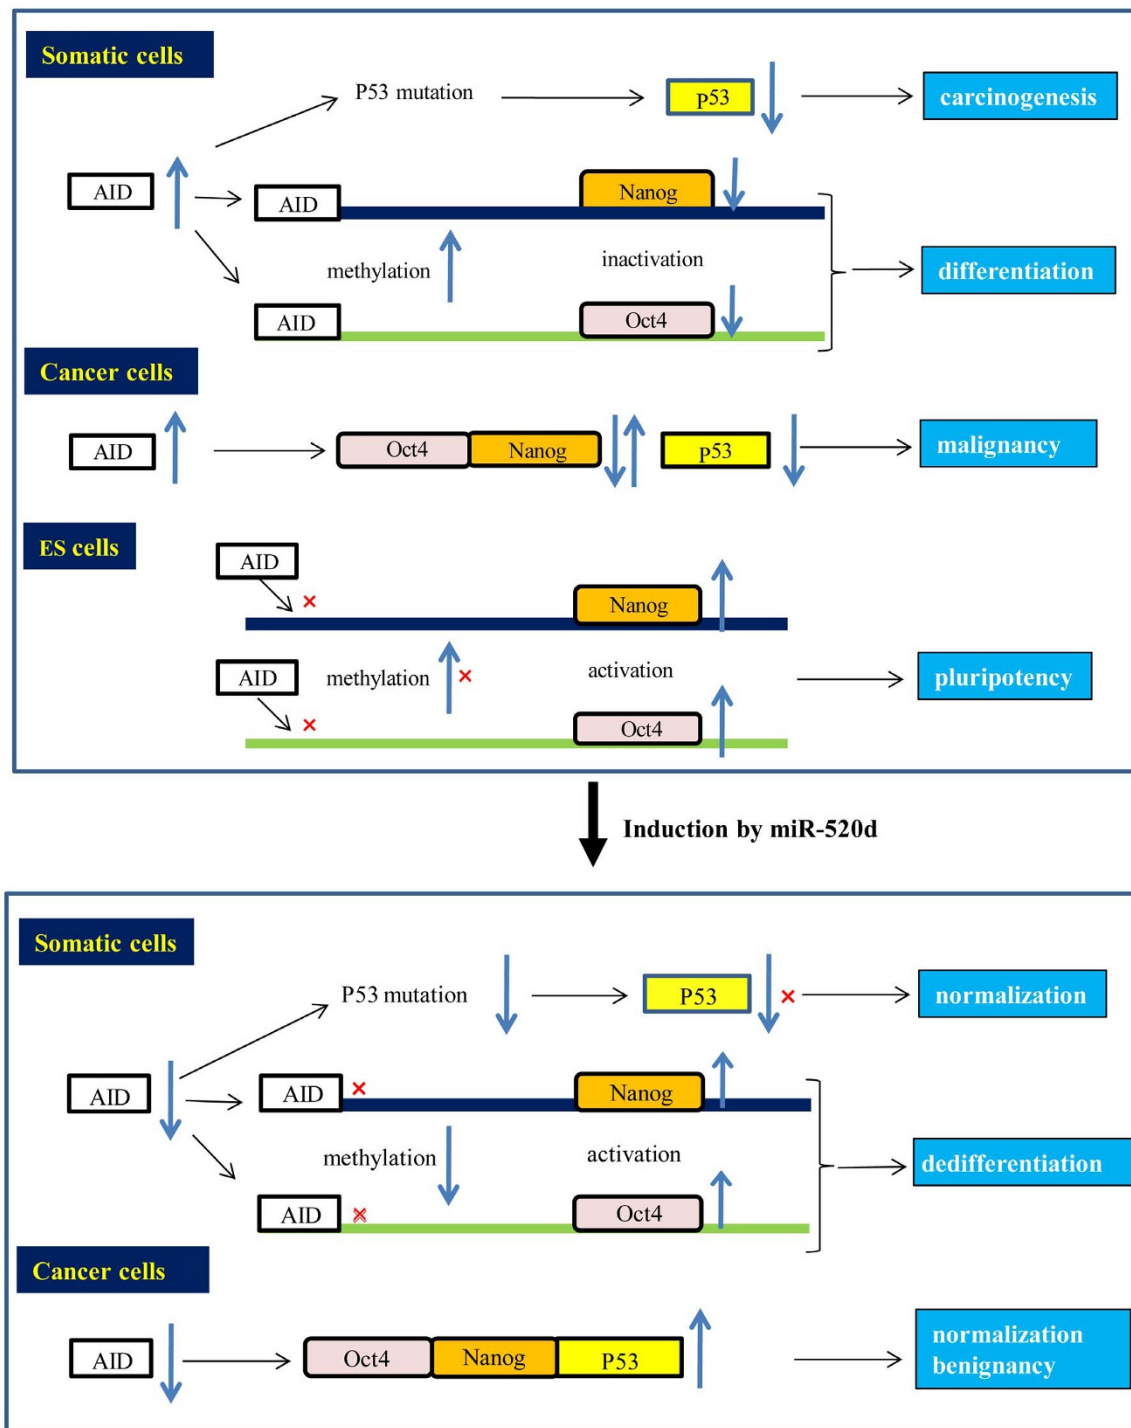 Somatic cells
P53 mutation
P53
carcinogenesis
AID
AID
Nanog
methylation
inactivation
differentiation
AID
Oct4
Cancer cells
AID
Oct4
Nanog
P53
malignancy
ES cells
AID
Nanog
AID
methylation
activation
pluripotency
Oct4
Induction by miR-520d
Somatic cells
P53 mutation
P53
normalization
AID
AID
Nanog
methylation
activation
dedifferentiation
AID
Oct4
Cancer cells
AID
Oct4
Nanog
P53
normalization
benignancy